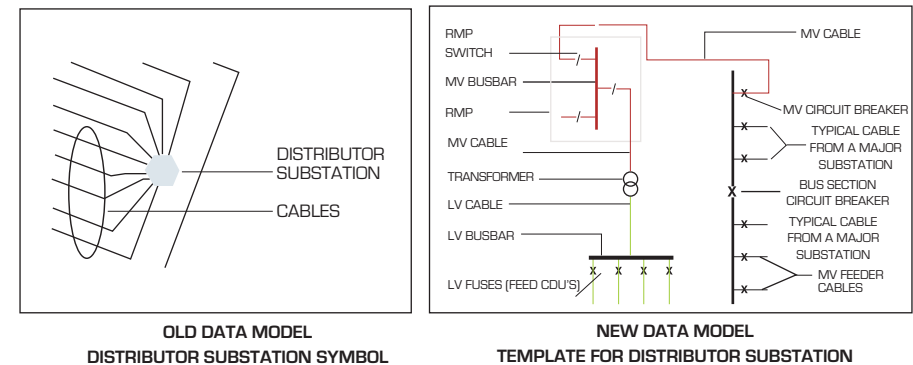 DISTRIBUTOR
SUBSTATION
CABLES
OLD DATA MODEL
DISTRIBUTOR SUBSTATION SYMBOL
RMP
SWITCH
MV BUSBAR
RMP
MV CABLE
TRANSFORMER
LV CABLE
LV BUSBAR
LV FUSES (FEED CDU'S)
MV CABLE
MV CIRCUIT BREAKER
TYPICAL CABLE
FROM A MAJOR
SUBSTATION
BUS SECTION
CIRCUIT BREAKER
TYPICAL CABLE
FROM A MAJOR
SUBSTATION
MV FEEDER
CABLES
NEW DATA MODEL
TEMPLATE FOR DISTRIBUTOR SUBSTATION